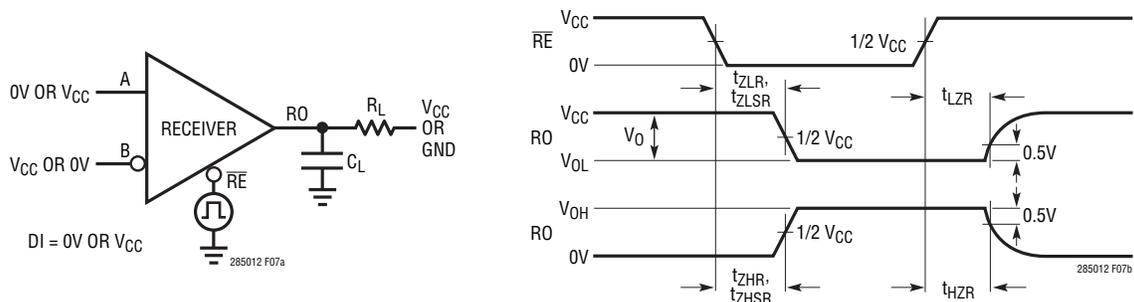 0V OR VCC
A
VCC OR 0V
B
RECEIVER
RE
RO
RL
CL
VCC
OR
GND
DI = 0V OR VCC
285012 F07a
VCC
RE
0V
1/2 VCC
tZLR,
tZLSR
tLZR
VCC
RO
VOL
VO
1/2 VCC
0.5V
VOH
RO
0V
1/2 VCC
0.5V
tZHR,
tZHSR
tHZR
285012 F07b